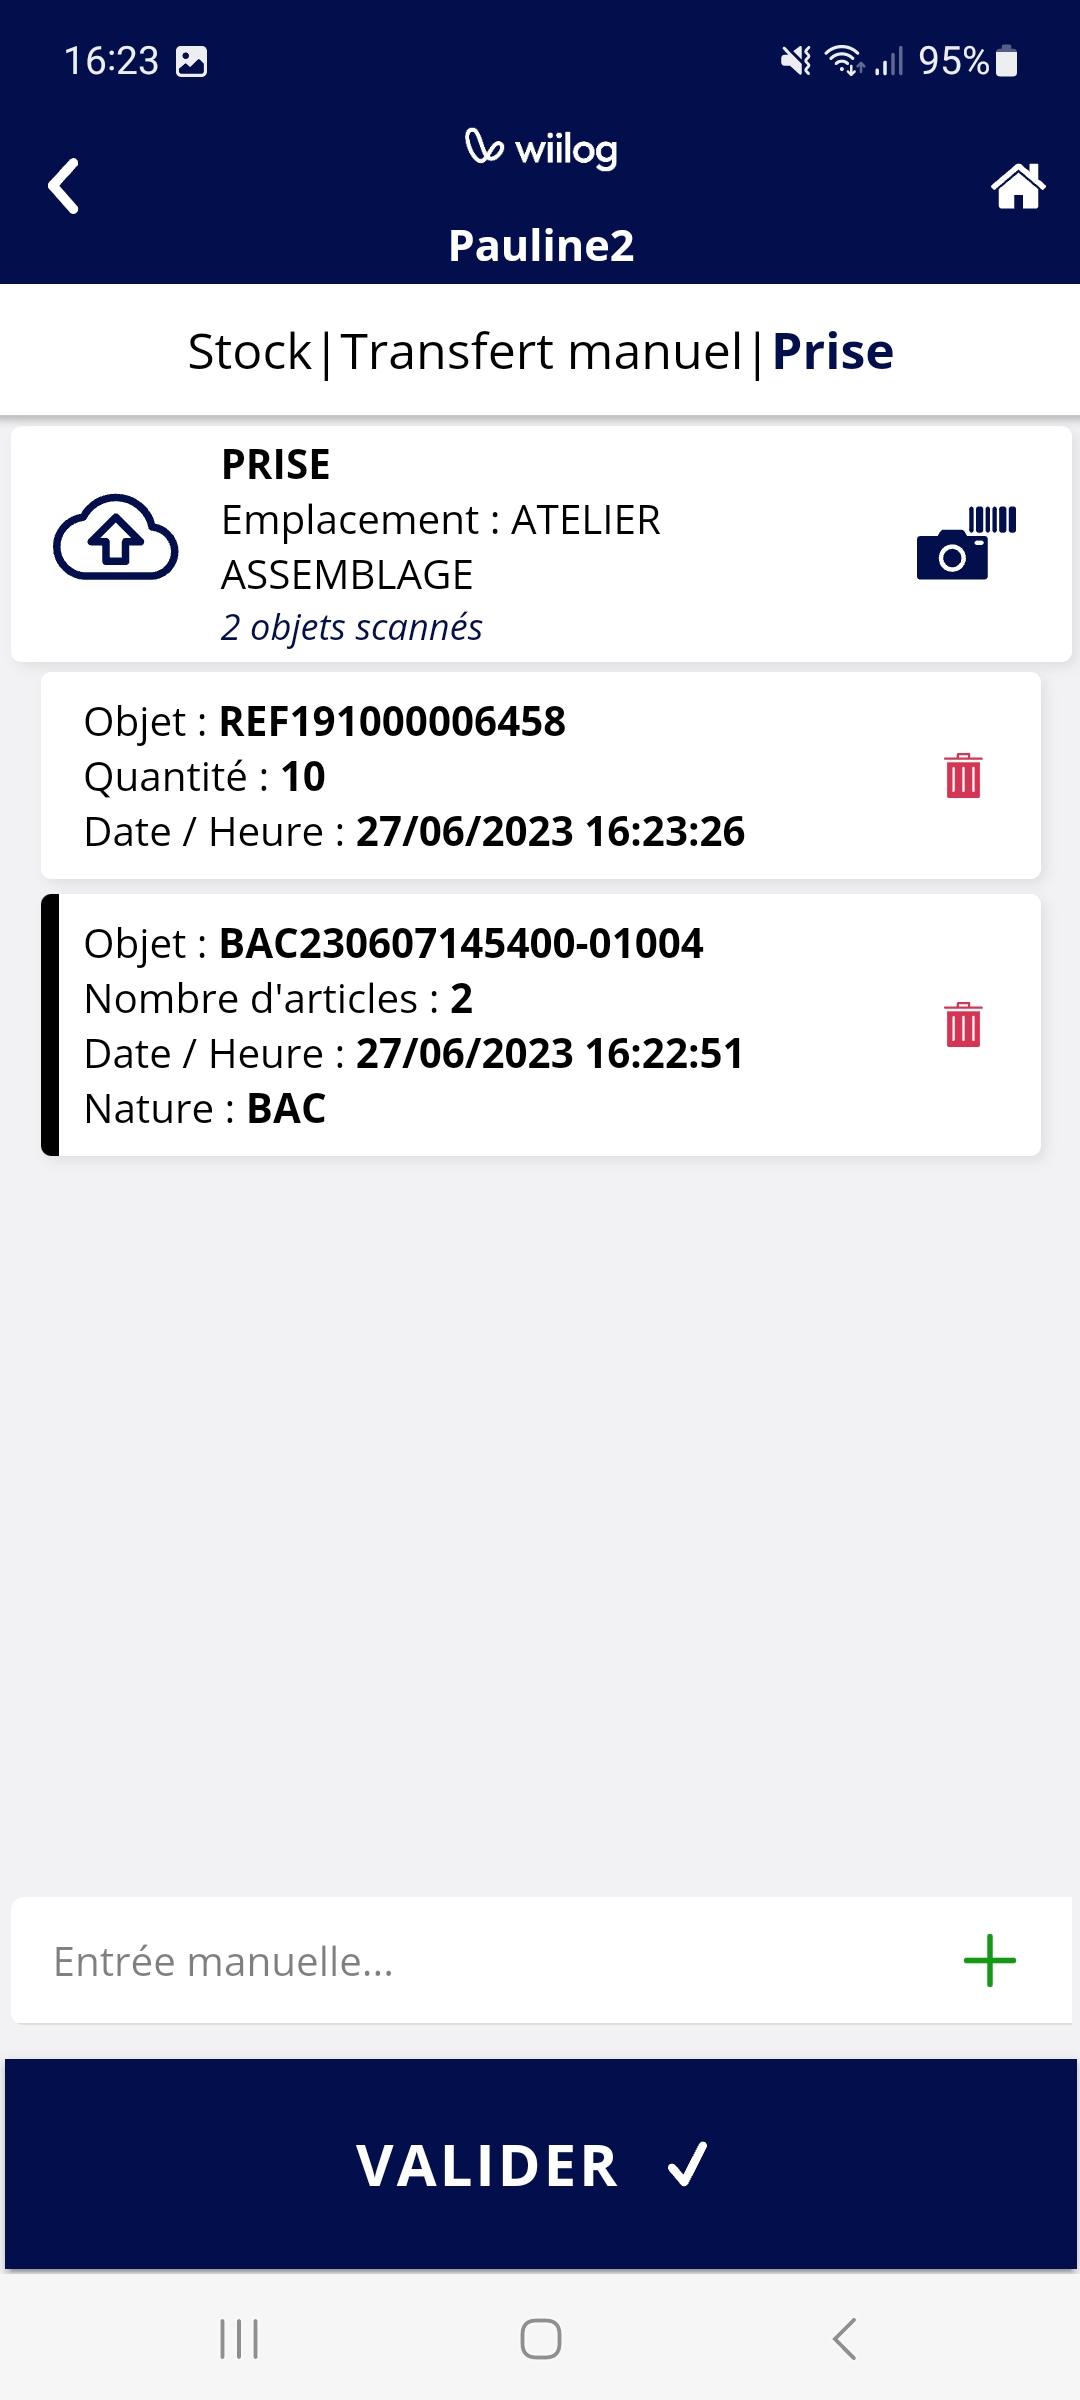 16:23
95%
wiilog
Pauline2
Stock|Transfert manuel|Prise
PRISE
Emplacement : ATELIER
ASSEMBLAGE
2 objets scannés
Objet : REF191000006458
Quantité : 10
Date / Heure : 27/06/2023 16:23:26
Objet : BAC230607145400-01004
Nombre d'articles : 2
Date / Heure : 27/06/2023 16:22:51
Nature : BAC
Entrée manuelle...
VALIDER